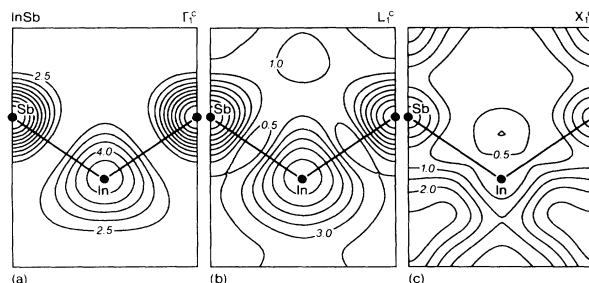 InSb Γ₁ᶜ L₁ᶜ X₁ᶜ
2.5 Sb 4.0 In 2.5
1.0 Sb 0.5 In 3.0
0.5 In 1.0 2.0
(a) (b) (c)